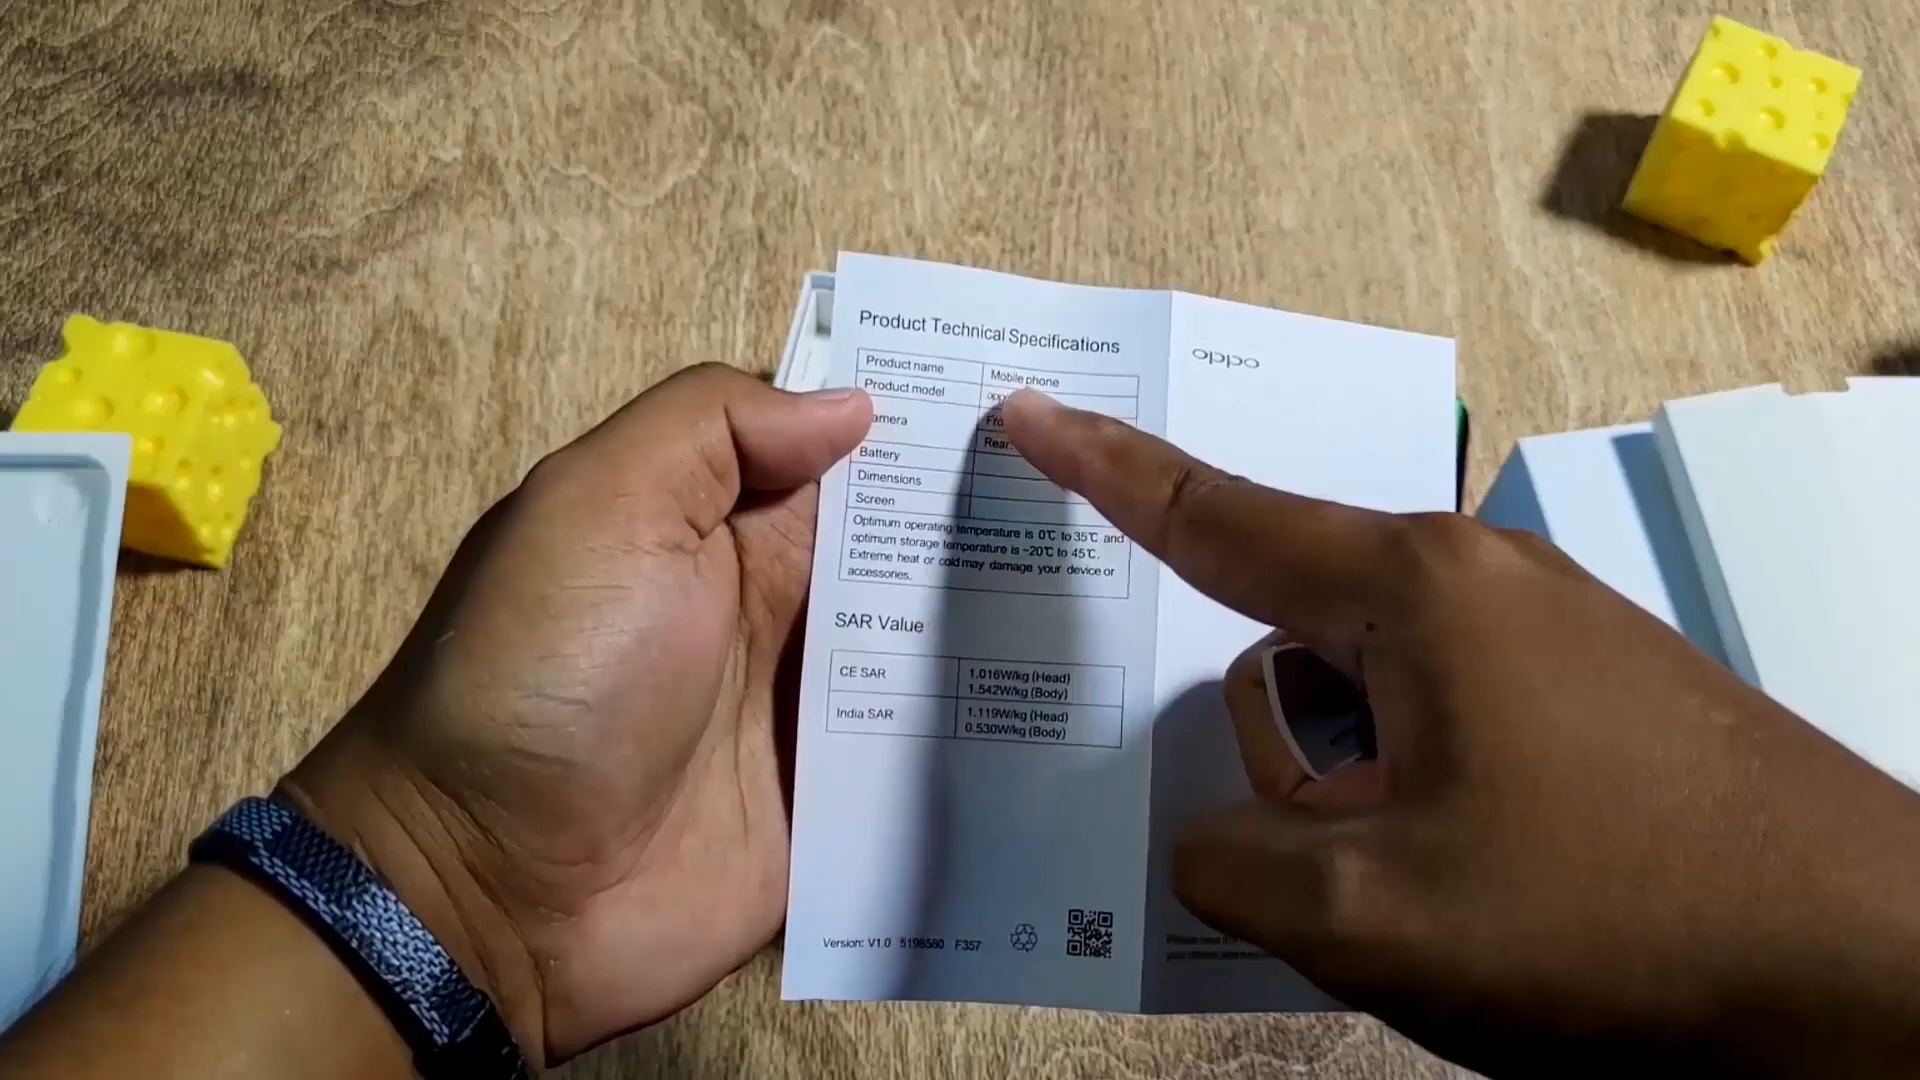 Product Technical Specifications
Product name Mobile phone
Product model
Rear:
Battery
Dimensions
Screen
Optimum operating temperature is 0℃ to 35℃ and
optimum storage temperature is -20℃ to 45℃.
Extreme heat or cold may damage your device or
accessories.
SAR Value
CE SAR 1.016W/kg (Head)
1.542W/kg (Body)
India SAR 1.119W/kg (Head)
0.530W/kg (Body)
Version: V1.0 5198580 F357
oppo